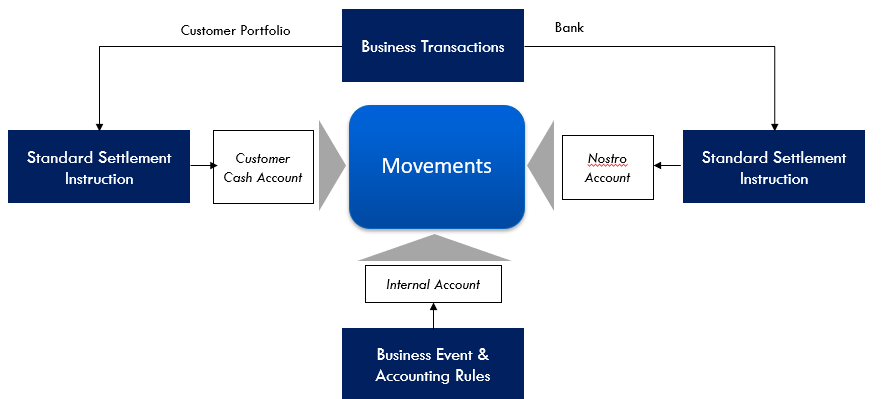 Customer Portfolio
Business Transactions
Bank
Standard Settlement
Instruction
Customer
Cash Account
Movements
Nostro
Account
Standard Settlement
Instruction
Internal Account
Business Event &
Accounting Rules